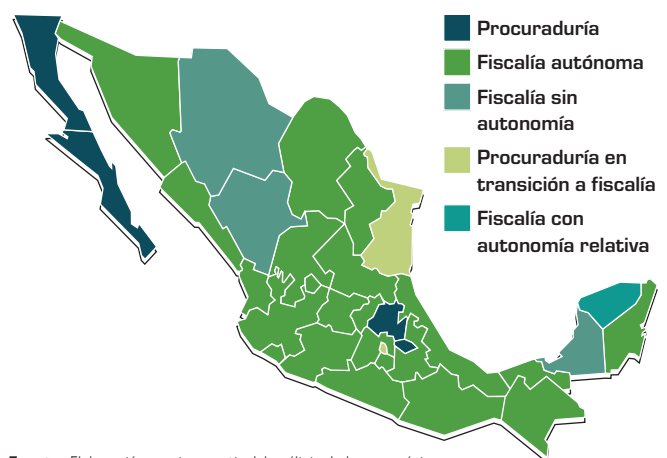 Procuraduría
Fiscalía autónoma
Fiscalía sin
autonomía
Procuraduría en
transición a fiscalía
Fiscalía con
autonomía relativa